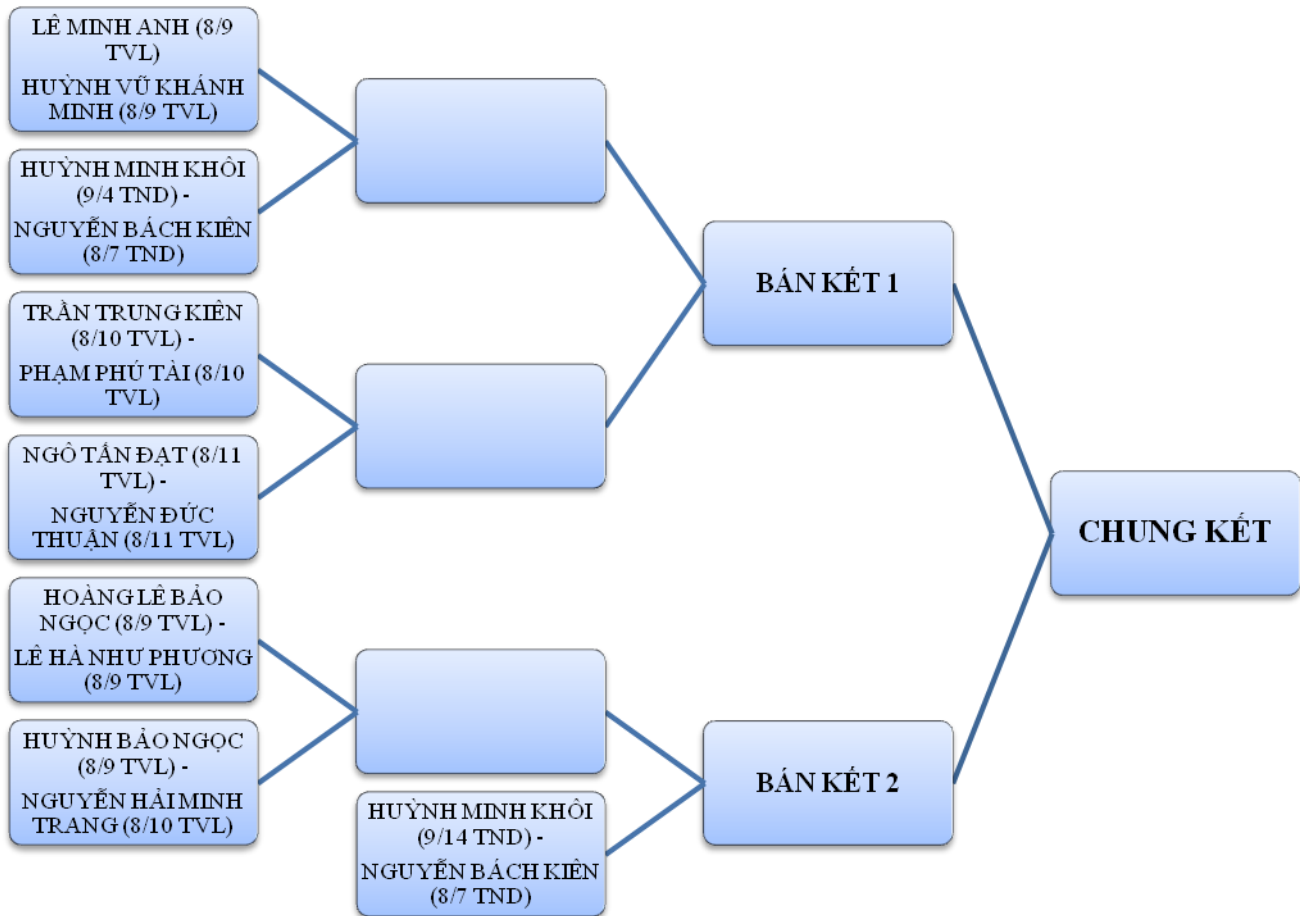 LÊ MINH ANH (8/9
TVL)
HUỲNH VŨ KHÁNH
MINH (8/9 TVL)
HUỲNH MINH KHÔI
(9/4 TND) -
NGUYỄN BÁCH KIÊN
(8/7 TND)
TRẦN TRUNG KIÊN
(8/10 TVL) -
PHẠM PHÚ TÀI (8/10
TVL)
NGÔ TẤN ĐẠT (8/11
TVL) -
NGUYỄN ĐỨC
THUẬN (8/11 TVL)
HOÀNG LÊ BẢO
NGỌC (8/9 TVL) -
LÊ HÀ NHƯ PHƯƠNG
(8/9 TVL)
HUỲNH BẢO NGỌC
(8/9 TVL) -
NGUYỄN HẢI MINH
TRANG (8/10 TVL)
HUỲNH MINH KHÔI
(9/14 TND) -
NGUYỄN BÁCH KIÊN
(8/7 TND)
BÁN KẾT 1
BÁN KẾT 2
CHUNG KẾT